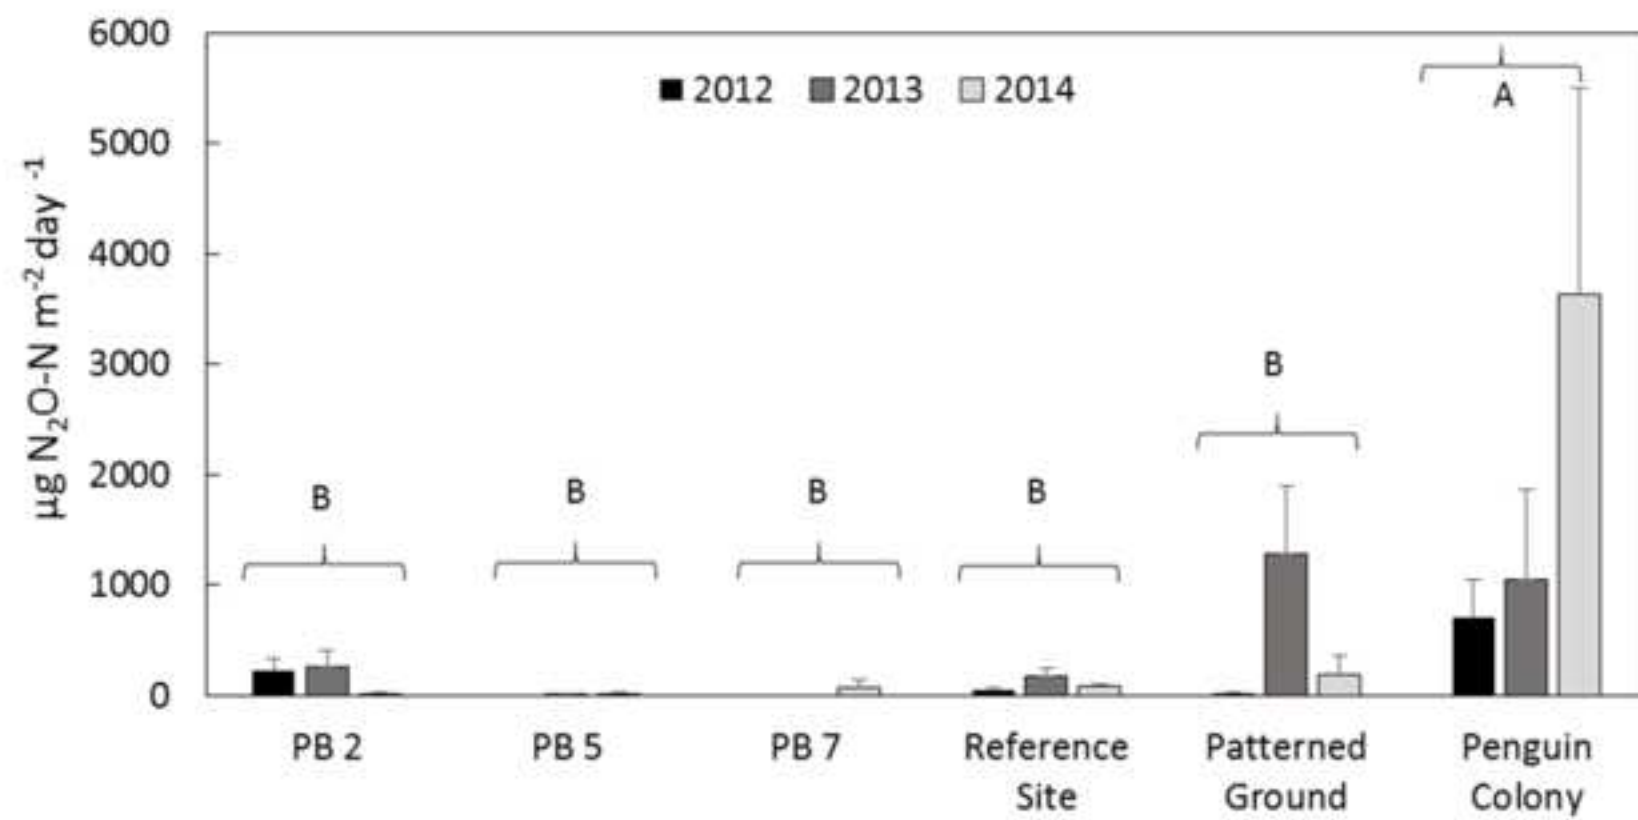 6000
5000
4000
3000
2000
1000
0
µg N₂O-N m⁻² day ⁻¹
2012 2013 2014
A
B
B B B B
PB 2 PB 5 PB 7 Reference Patterned Penguin
Site Ground Colony